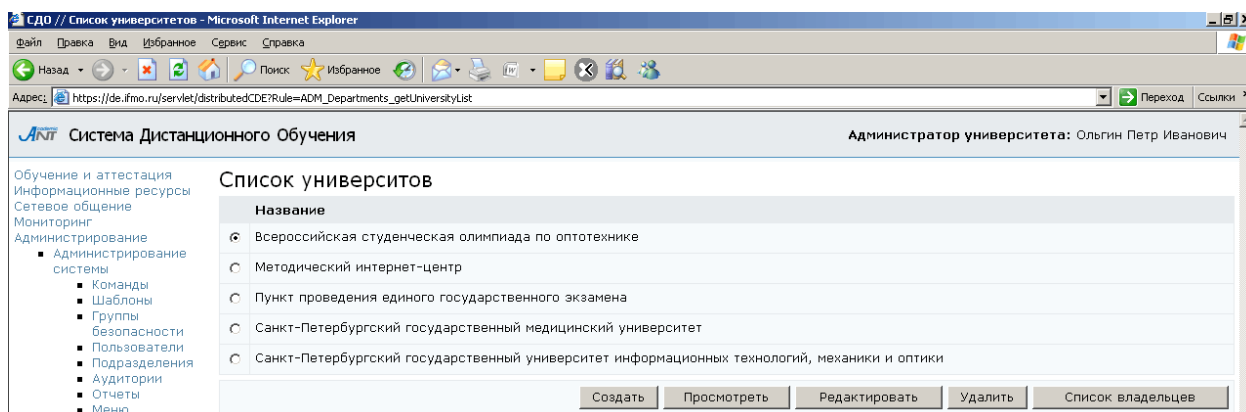 СДО // Список университетов - Microsoft Internet Explorer
Файл Правка Вид Избранное Сервис Справка
Назад Поиск Избранное
Адрес: https://de.ifmo.ru/servlet/distributedCDE?Rule=ADM_Departments_getUniversityList Переход Ссылки
Academic ANT Система Дистанционного Обучения Администратор университета: Ольгин Петр Иванович
Обучение и аттестация
Информационные ресурсы
Сетевое общение
Мониторинг
Администрирование
Администрирование
системы
Команды
Шаблоны
Группы
безопасности
Пользователи
Подразделения
Аудитории
Отчеты
Меню
Список университов
Название
Всероссийская студенческая олимпиада по оптотехнике
Методический интернет-центр
Пункт проведения единого государственного экзамена
Санкт-Петербургский государственный медицинский университет
Санкт-Петербургский государственный университет информационных технологий, механики и оптики
Создать Просмотреть Редактировать Удалить Список владельцев